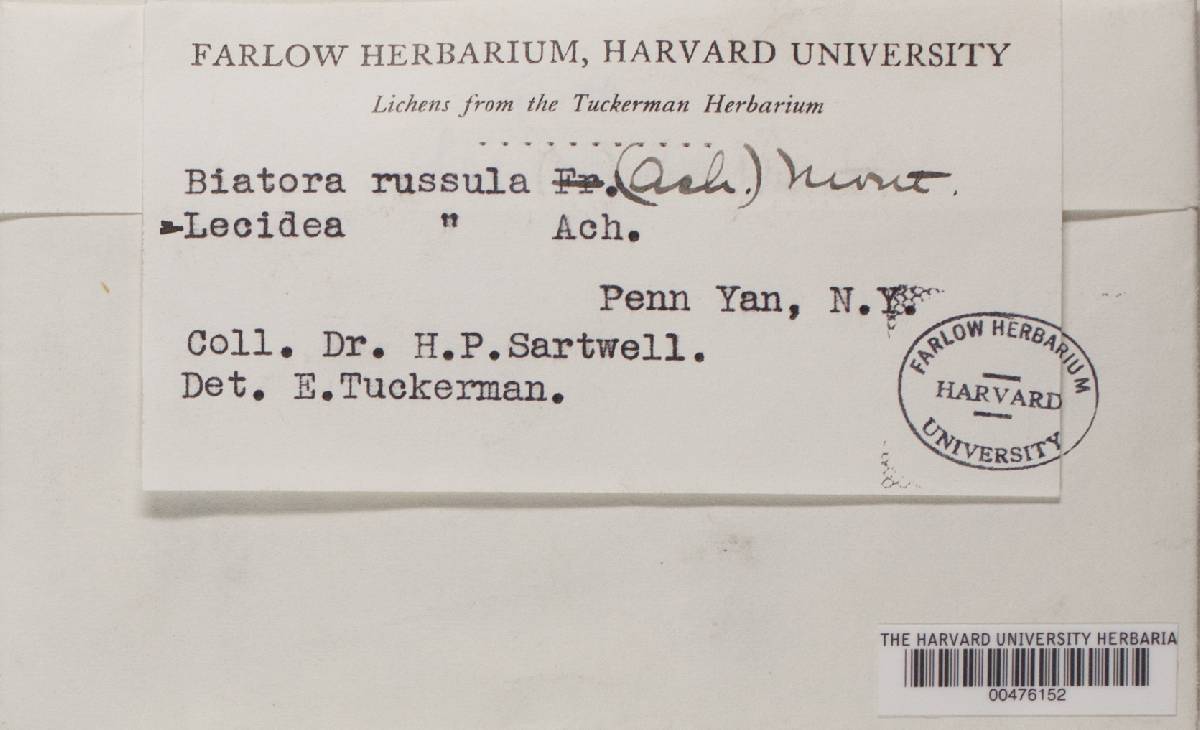 FARLOW HERBARIUM, HARVARD UNIVERSITY
Lichens from the Tuckerman Herbarium
Biatora russula Fr. (Ach.) Mont.
Lecidea " Ach.
Penn Yan, N.Y.
Coll. Dr. H.P.Sartwell.
Det. E.Tuckerman.
FARLOW HERBARIUM
HARVARD
UNIVERSITY
THE HARVARD UNIVERSITY HERBARIA
00476152